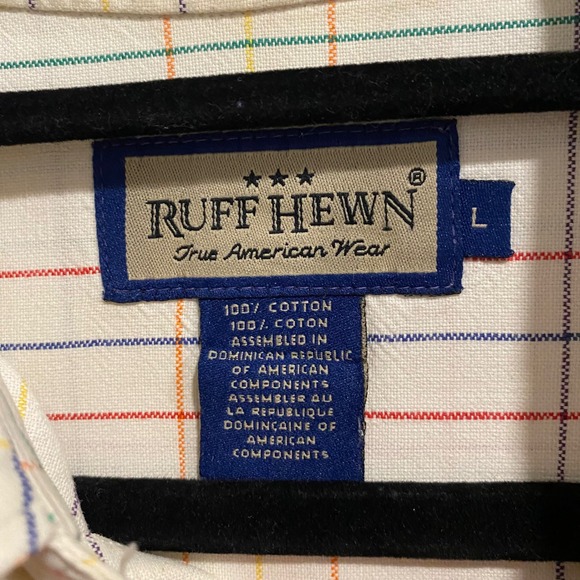 ★★★
RUFF HEWN®
True American Wear
L
100% COTTON
100% COTON
ASSEMBLED IN
DOMINICAN REPUBLIC
OF AMERICAN
COMPONENTS
ASSEMBLER AU
LA REPUBLIQUE
DOMINCAINE OF
AMERICAN
COMPONENTS